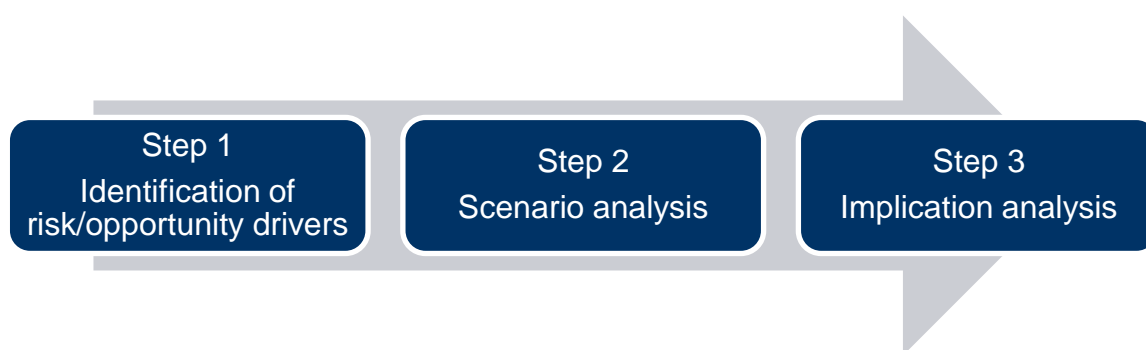 Step 1
Identification of
risk/opportunity drivers
Step 2
Scenario analysis
Step 3
Implication analysis